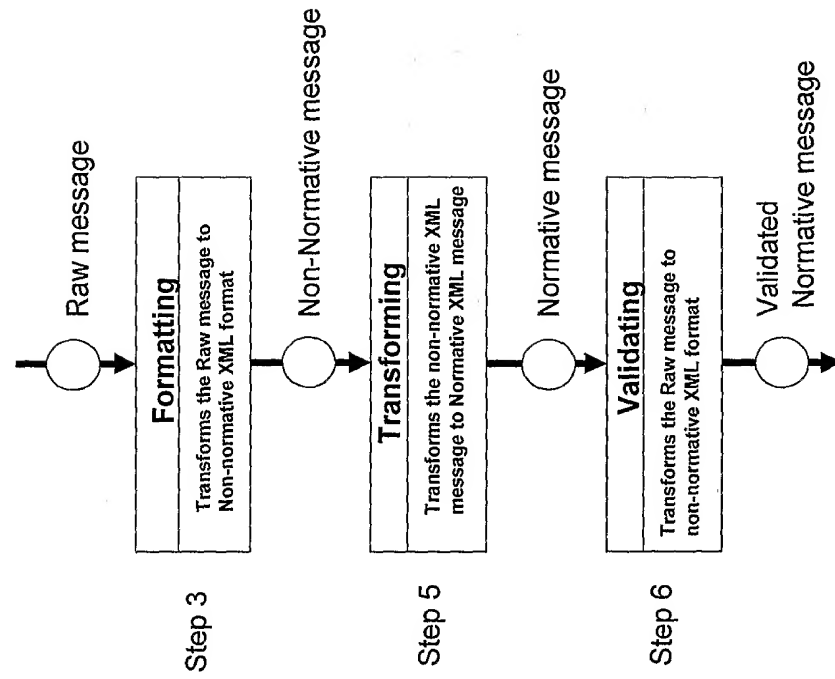 Raw message
Step 3
Formatting
Transforms the Raw message to
Non-normative XML format
Non-Normative message
Step 5
Transforming
Transforms the non-normative XML
message to Normative XML message
Normative message
Step 6
Validating
Transforms the Raw message to
non-normative XML format
Validated
Normative message